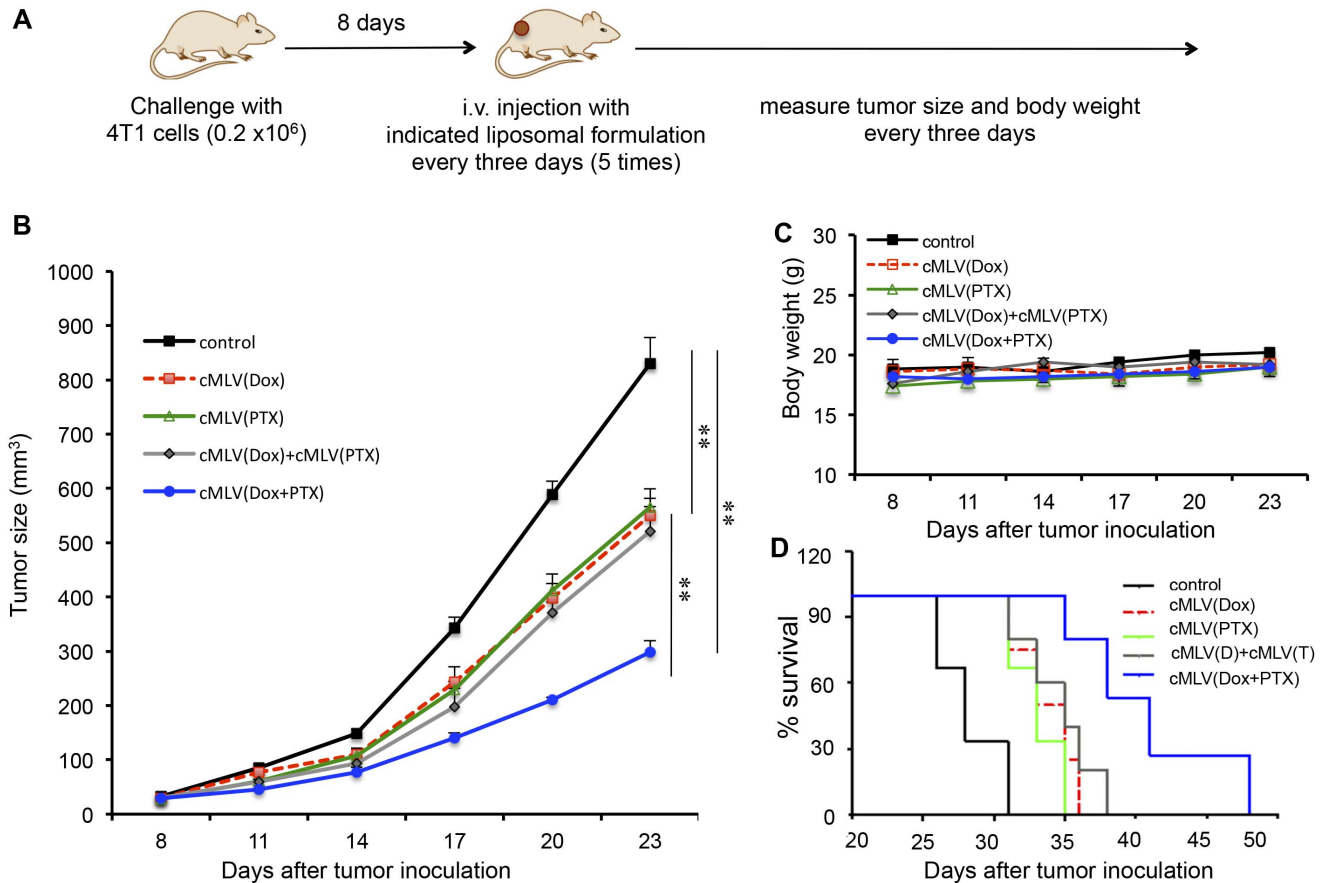 A
8 days
Challenge with
4T1 cells (0.2 x10⁶)
i.v. injection with
indicated liposomal formulation
every three days (5 times)
measure tumor size and body weight
every three days
B
Tumor size (mm³)
1000
900
800
700
600
500
400
300
200
100
0
control
cMLV(Dox)
cMLV(PTX)
cMLV(Dox)+cMLV(PTX)
cMLV(Dox+PTX)
**
**
**
8 11 14 17 20 23
Days after tumor inoculation
C
Body weight (g)
30
25
20
15
10
control
cMLV(Dox)
cMLV(PTX)
cMLV(Dox)+cMLV(PTX)
cMLV(Dox+PTX)
8 11 14 17 20 23
Days after tumor inoculation
D
% survival
120
90
60
30
0
control
cMLV(Dox)
cMLV(PTX)
cMLV(D)+cMLV(T)
cMLV(Dox+PTX)
20 25 30 35 40 45 50
Days after tumor inoculation